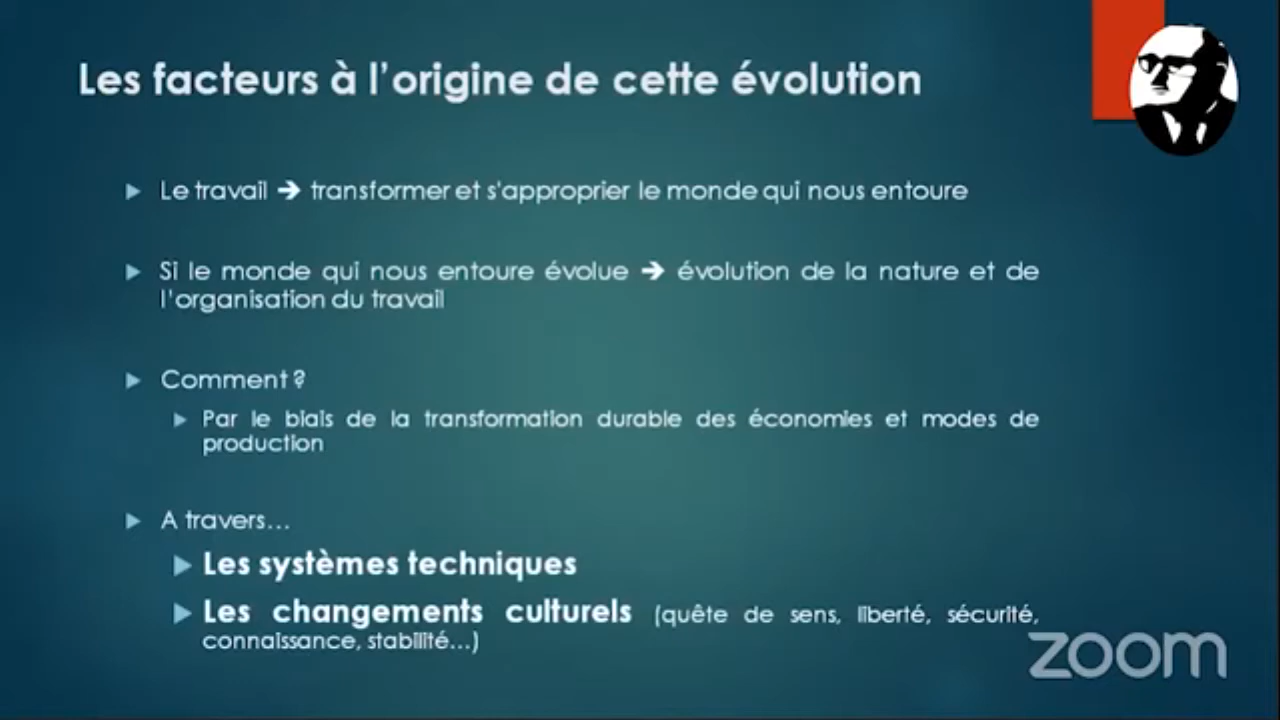 Les facteurs à l'origine de cette évolution
Le travail ➔ transformer et s'approprier le monde qui nous entoure
Si le monde qui nous entoure évolue ➔ évolution de la nature et de
l'organisation du travail
Comment ?
Par le biais de la transformation durable des économies et modes de
production
A travers…
Les systèmes techniques
Les changements culturels (quête de sens, liberté, sécurité,
connaissance, stabilité…)
zoom